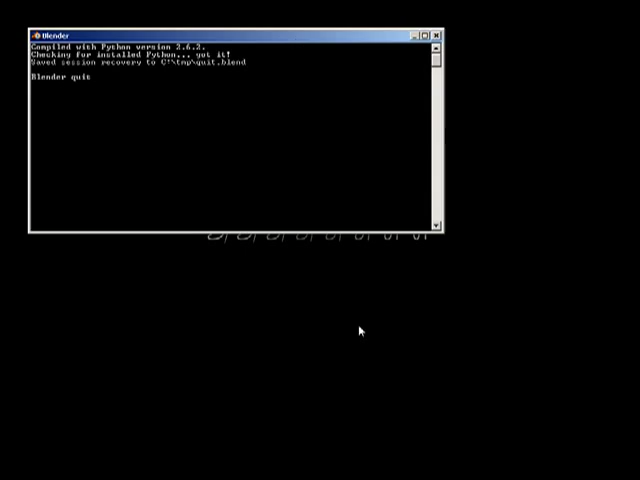 Blender
Compiled with Python version 2.6.2.
Checking for installed Python... got it!
Saved session recovery to C:\tmp\quit.blend
Blender quit